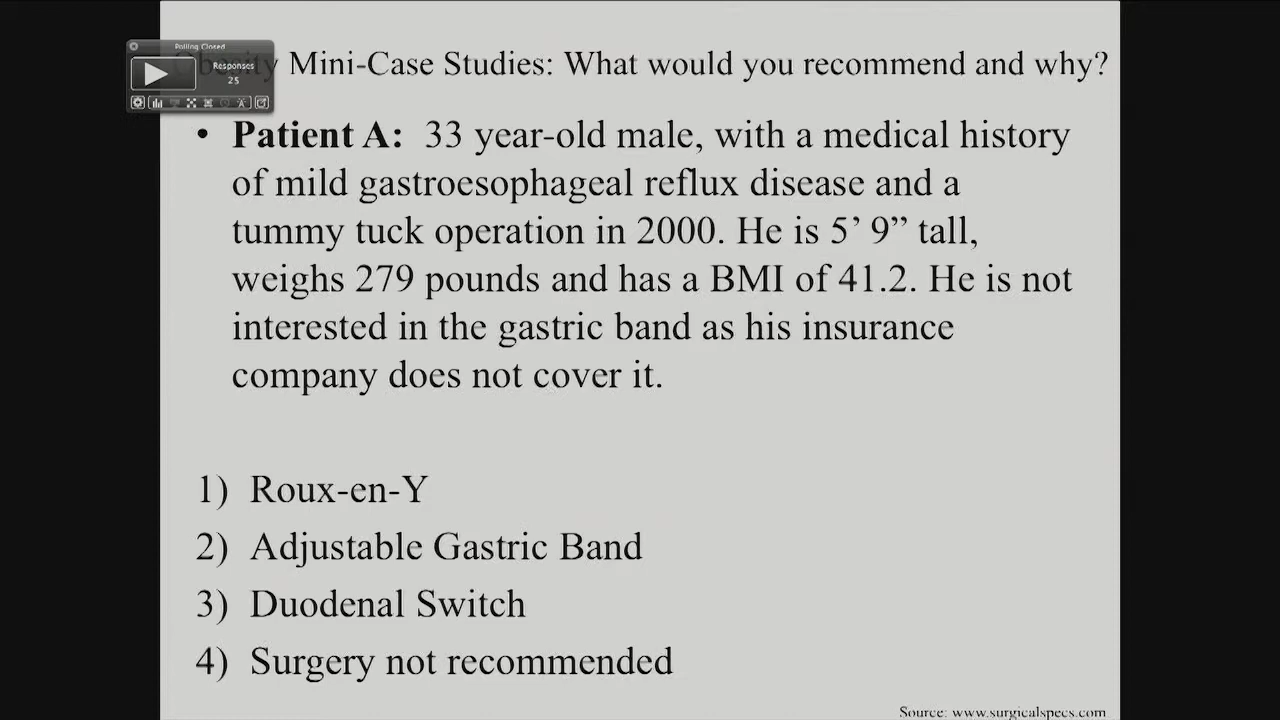 Polling Closed
Responses
25
Obesity Mini-Case Studies: What would you recommend and why?
• Patient A: 33 year-old male, with a medical history
of mild gastroesophageal reflux disease and a
tummy tuck operation in 2000. He is 5’ 9” tall,
weighs 279 pounds and has a BMI of 41.2. He is not
interested in the gastric band as his insurance
company does not cover it.
1) Roux-en-Y
2) Adjustable Gastric Band
3) Duodenal Switch
4) Surgery not recommended
Source: www.surgicalspecs.com